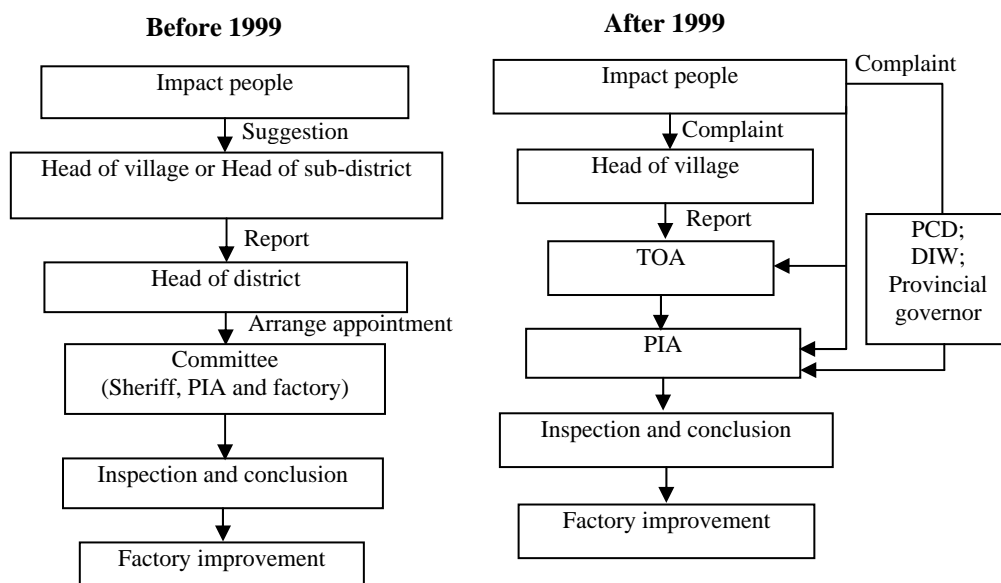 Before 1999
Impact people
Suggestion
Head of village or Head of sub-district
Report
Head of district
Arrange appointment
Committee
(Sheriff, PIA and factory)
Inspection and conclusion
Factory improvement
After 1999
Impact people
Complaint
Complaint
Head of village
Report
TOA
PCD;
DIW;
Provincial
governor
PIA
Inspection and conclusion
Factory improvement